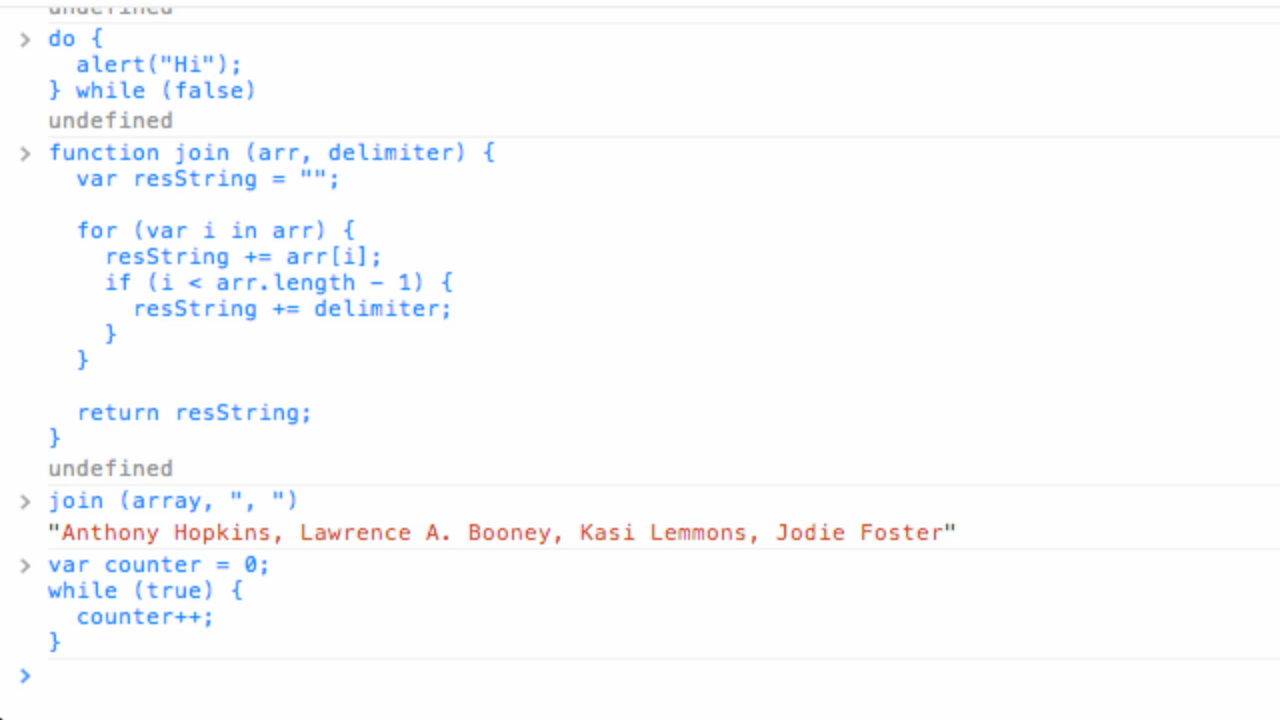 undefined
> do {
  alert("Hi");
} while (false)
undefined
> function join (arr, delimiter) {
  var resString = "";
  for (var i in arr) {
    resString += arr[i];
    if (i < arr.length - 1) {
      resString += delimiter;
    }
  }
  return resString;
}
undefined
> join (array, ", ")
"Anthony Hopkins, Lawrence A. Booney, Kasi Lemmons, Jodie Foster"
> var counter = 0;
while (true) {
  counter++;
}
>